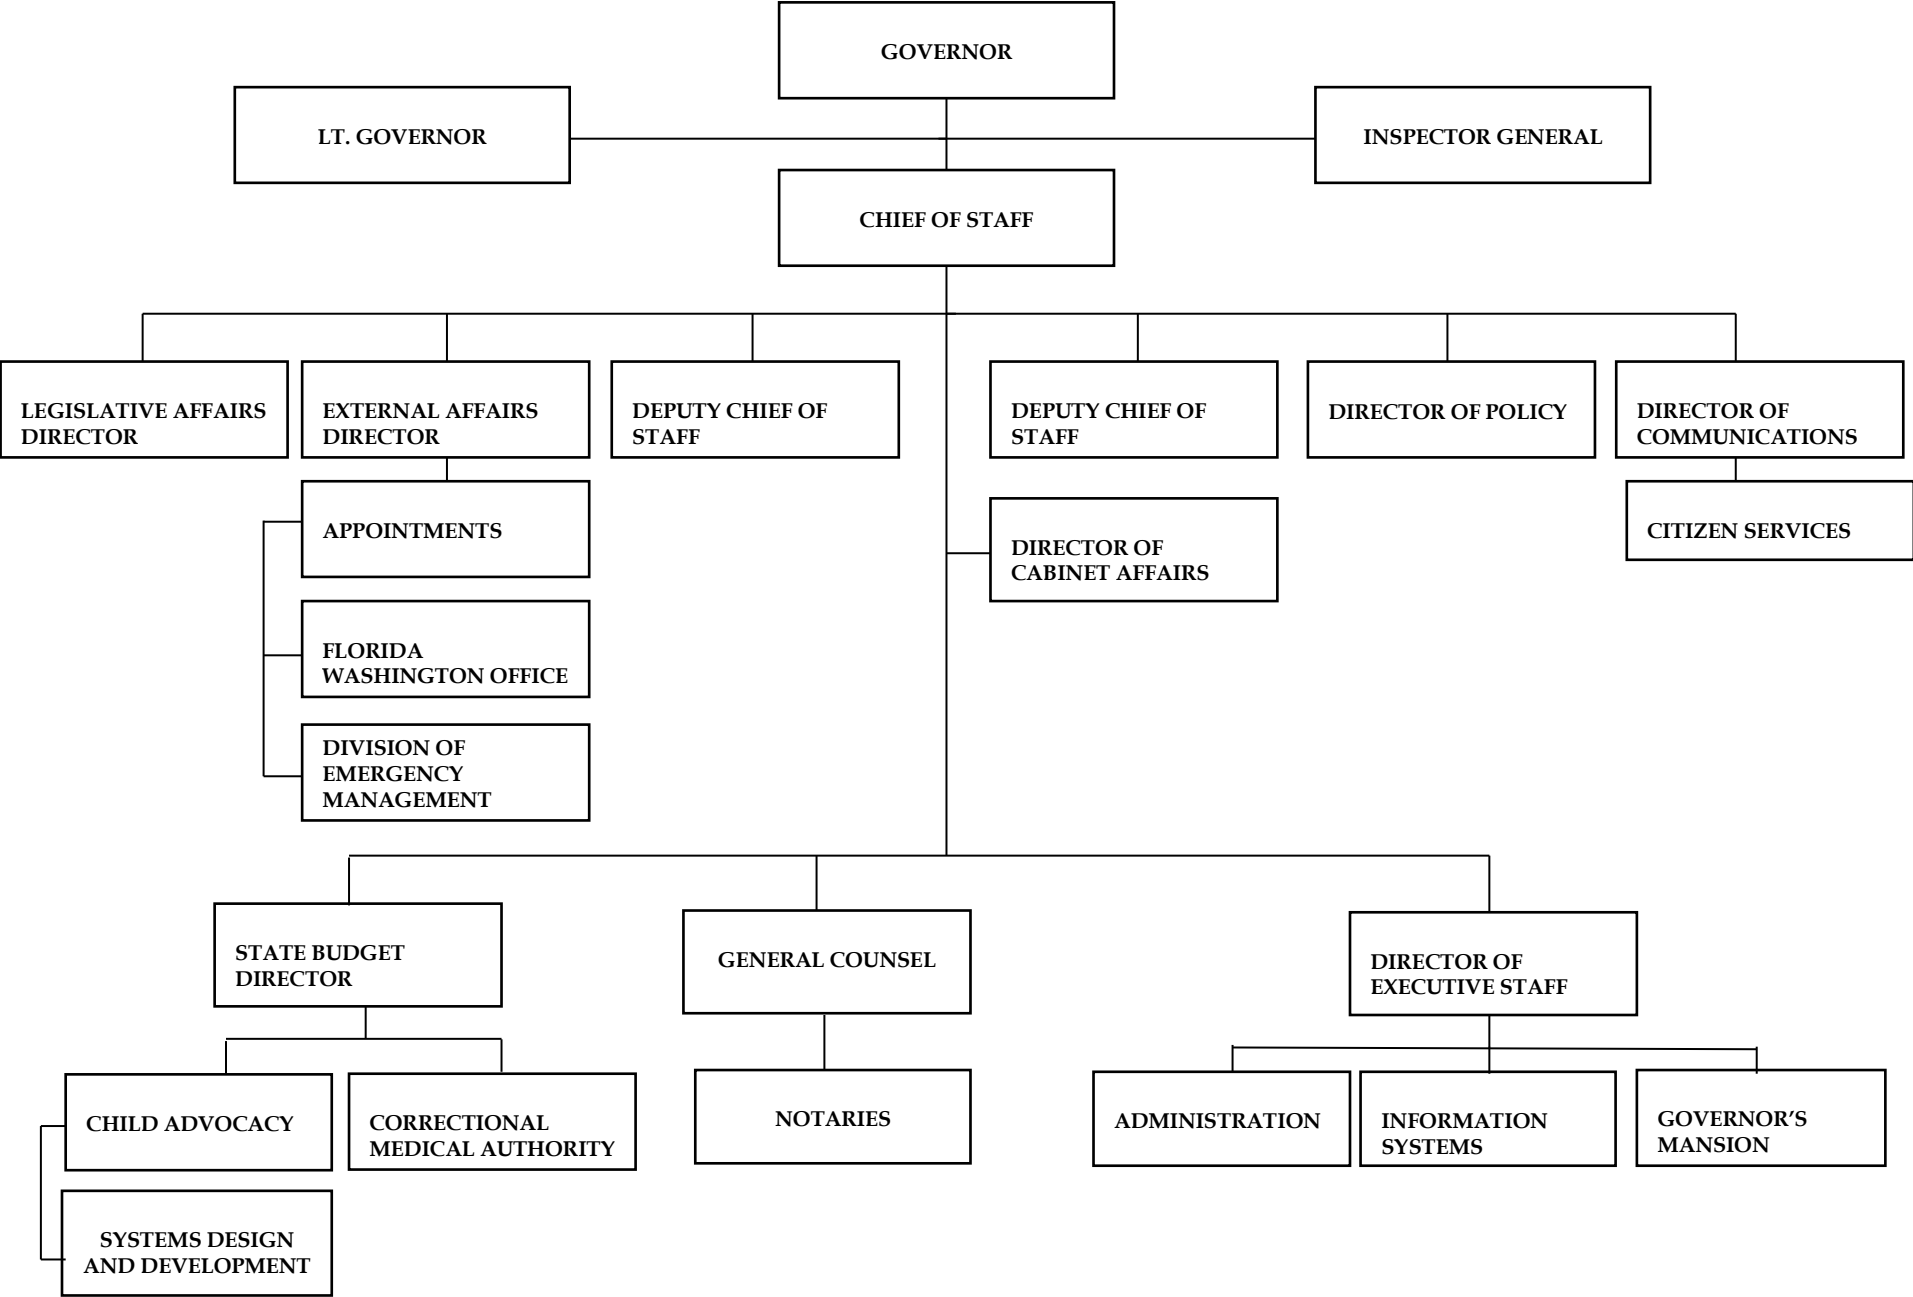 GOVERNOR
LT. GOVERNOR
INSPECTOR GENERAL
CHIEF OF STAFF
LEGISLATIVE AFFAIRS
DIRECTOR
EXTERNAL AFFAIRS
DIRECTOR
DEPUTY CHIEF OF
STAFF
DEPUTY CHIEF OF
STAFF
DIRECTOR OF POLICY
DIRECTOR OF
COMMUNICATIONS
APPOINTMENTS
CITIZEN SERVICES
DIRECTOR OF
CABINET AFFAIRS
FLORIDA
WASHINGTON OFFICE
DIVISION OF
EMERGENCY
MANAGEMENT
STATE BUDGET
DIRECTOR
GENERAL COUNSEL
DIRECTOR OF
EXECUTIVE STAFF
CHILD ADVOCACY
CORRECTIONAL
MEDICAL AUTHORITY
NOTARIES
ADMINISTRATION
INFORMATION
SYSTEMS
GOVERNOR’S
MANSION
SYSTEMS DESIGN
AND DEVELOPMENT